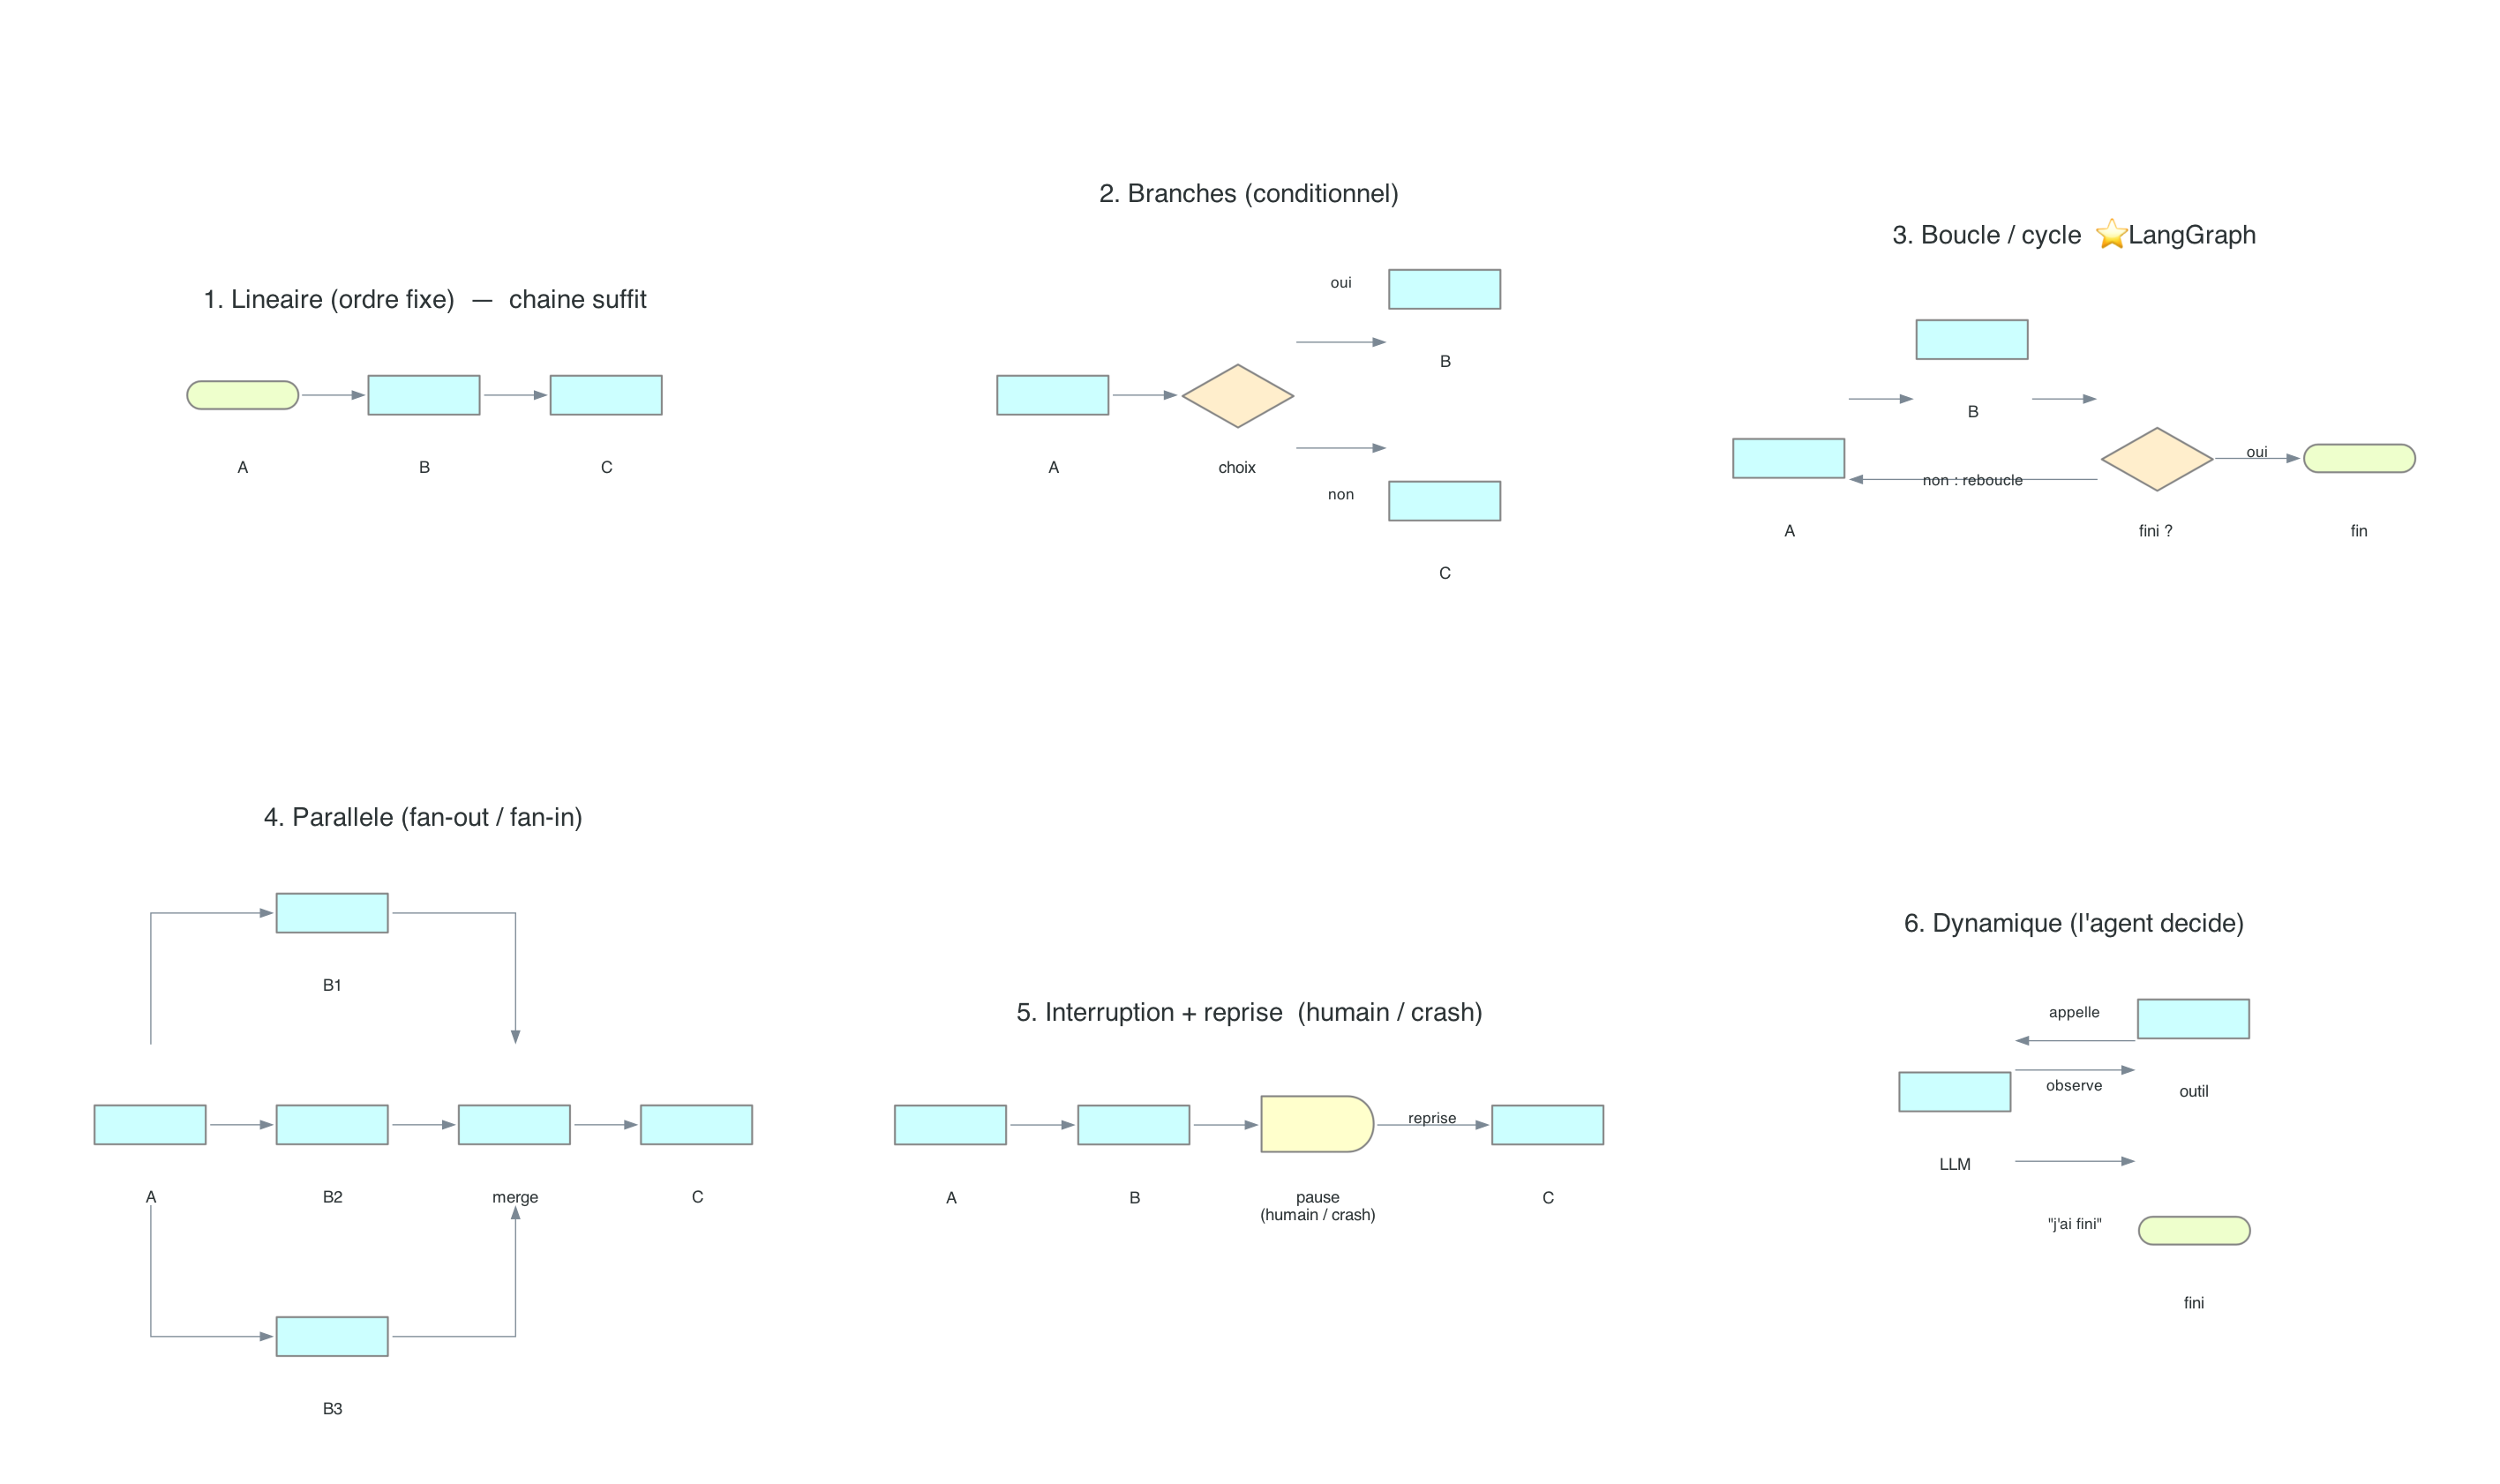 1. Lineaire (ordre fixe) — chaine suffit
A
B
C
2. Branches (conditionnel)
oui
B
A
choix
non
C
3. Boucle / cycle ⭐LangGraph
B
oui
non : reboucle
A
fini ?
fin
4. Parallele (fan-out / fan-in)
B1
A
B2
merge
C
B3
5. Interruption + reprise (humain / crash)
reprise
A
B
pause
(humain / crash)
C
6. Dynamique (l'agent decide)
appelle
observe
outil
LLM
"j'ai fini"
fini